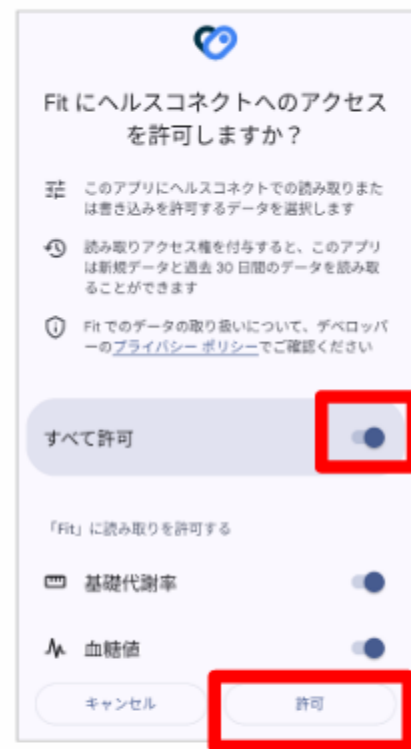 Fit にヘルスコネクトへのアクセス
を許可しますか？
このアプリにヘルスコネクトでの読み取りまた
は書き込みを許可するデータを選択します
読み取りアクセス権を付与すると、このアプリ
は新規データと過去 30 日間のデータを読み取
ることができます
Fit でのデータの取り扱いについて、デベロッパ
ーのプライバシー ポリシーでご確認ください
すべて許可
「Fit」に読み取りを許可する
基礎代謝率
血糖値
キャンセル
許可